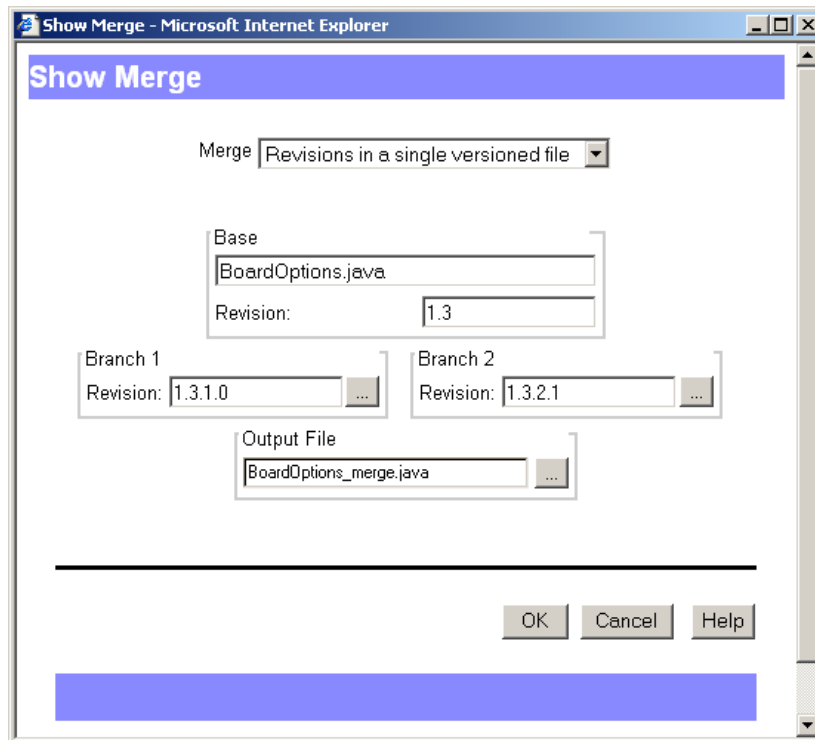 Show Merge - Microsoft Internet Explorer
Show Merge
Merge Revisions in a single versioned file
Base
BoardOptions.java
Revision: 1.3
Branch 1 Branch 2
Revision: 1.3.1.0 ... Revision: 1.3.2.1 ...
Output File
BoardOptions_merge.java ...
OK Cancel Help